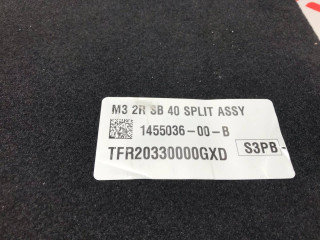 M3 2R SB 40 SPLIT ASSY
1455036-00-B
TFR20330000GXD
S3PB-